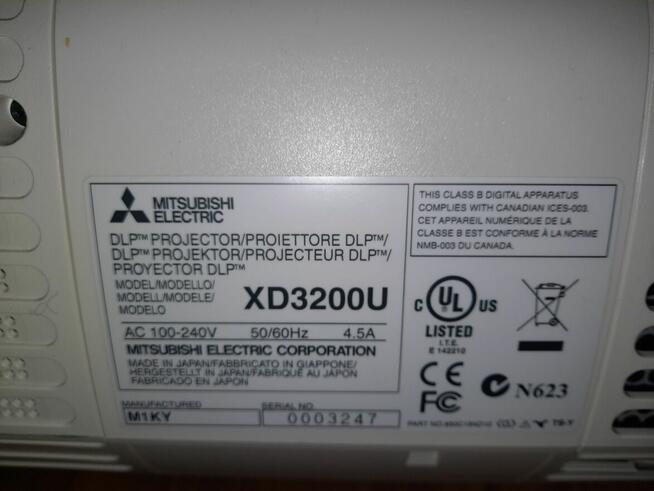 MITSUBISHI
ELECTRIC
DLP™ PROJECTOR/PROIETTORE DLP™/
DLP™ PROJEKTOR/PROJECTEUR DLP™/
PROYECTOR DLP™
MODEL/MODELLO/
MODELL/MODELE/
MODELO
XD3200U
AC 100-240V 50/60Hz 4.5A
MITSUBISHI ELECTRIC CORPORATION
MADE IN JAPAN/FABBRICATO IN GIAPPONE/
HERGESTELLT IN JAPAN/FABRIQUÉ AU JAPON/
FABRICADO EN JAPON
MANUFACTURED
M1KY
SERIAL NO.
0003247
THIS CLASS B DIGITAL APPARATUS
COMPLIES WITH CANADIAN ICES-003.
CET APPAREIL NUMÉRIQUE DE LA
CLASSE B EST CONFORME À LA NORME
NMB-003 DU CANADA.
C UL US
LISTED
I.T.E.
E 142210
CE
FC
N623
PART NO.
TS-Y